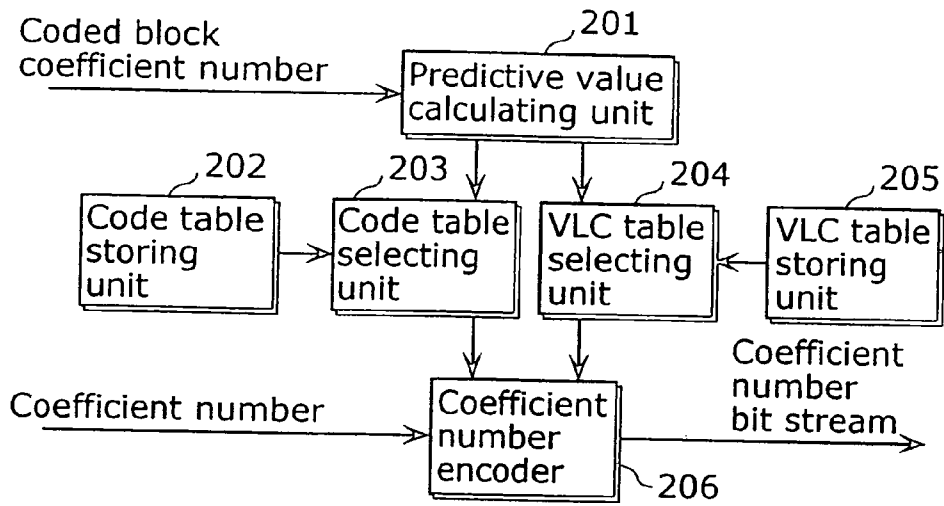 201
Coded block
coefficient number
Predictive value
calculating unit
202
203
204
205
Code table
storing
unit
Code table
selecting
unit
VLC table
selecting
unit
VLC table
storing
unit
Coefficient
number
bit stream
Coefficient number
Coefficient
number
encoder
206